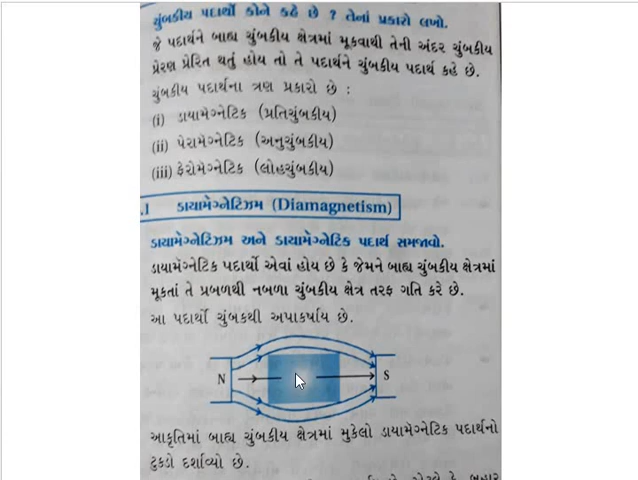 ચુંબકીય પદાર્થો કોને કહે છે ? તેનાં પ્રકારો લખો.
જે પદાર્થને બાહ્ય ચુંબકીય ક્ષેત્રમાં મૂકવાથી તેની અંદર ચુંબકીય
પ્રેરણ પ્રેરિત થતું હોય તો તે પદાર્થને ચુંબકીય પદાર્થ કહે છે.
ચુંબકીય પદાર્થના ત્રણ પ્રકારો છે :
(i) ડાયામૅગ્નેટિક (પ્રતિચુંબકીય)
(ii) પેરામૅગ્નેટિક (અનુચુંબકીય)
(iii) ફેરોમૅગ્નેટિક (લોહચુંબકીય)
.1 ડાયામૅગ્નેટિઝમ (Diamagnetism)
ડાયામૅગ્નેટિઝમ અને ડાયામૅગ્નેટિક પદાર્થ સમજાવો.
ડાયામૅગ્નેટિક પદાર્થો એવાં હોય છે કે જેમને બાહ્ય ચુંબકીય ક્ષેત્રમાં
મૂકતાં તે પ્રબળથી નબળા ચુંબકીય ક્ષેત્ર તરફ ગતિ કરે છે.
આ પદાર્થો ચુંબકથી અપાકર્ષાય છે.
N S
આકૃતિમાં બાહ્ય ચુંબકીય ક્ષેત્રમાં મુકેલો ડાયામૅગ્નેટિક પદાર્થનો
ટુકડો દર્શાવ્યો છે.